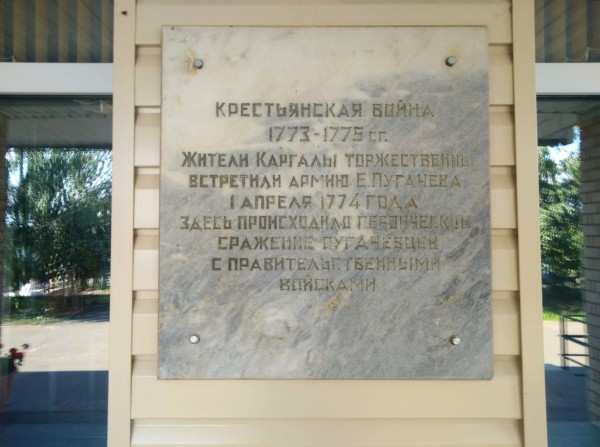 КРЕСТЬЯНСКАЯ ВОЙНА
1773-1775 гг.
ЖИТЕЛИ КАРГАЛЫ ТОРЖЕСТВЕННО
ВСТРЕТИЛИ АРМИЮ Е.ПУГАЧЁВА
1 АПРЕЛЯ 1774 ГОДА
ЗДЕСЬ ПРОИСХОДИЛО ГЕРОИЧЕСКОЕ
СРАЖЕНИЕ ПУГАЧЕВЦЕВ
С ПРАВИТЕЛЬСТВЕННЫМИ
ВОЙСКАМИ